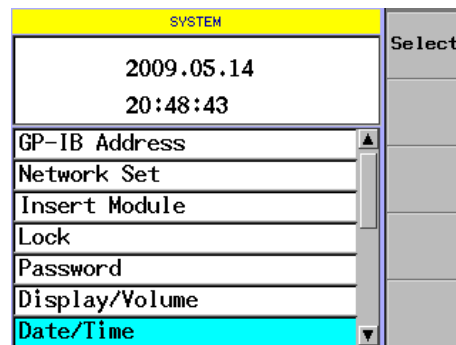 SYSTEM
Select
2009.05.14
20:48:43
GP-IB Address
Network Set
Insert Module
Lock
Password
Display/Volume
Date/Time